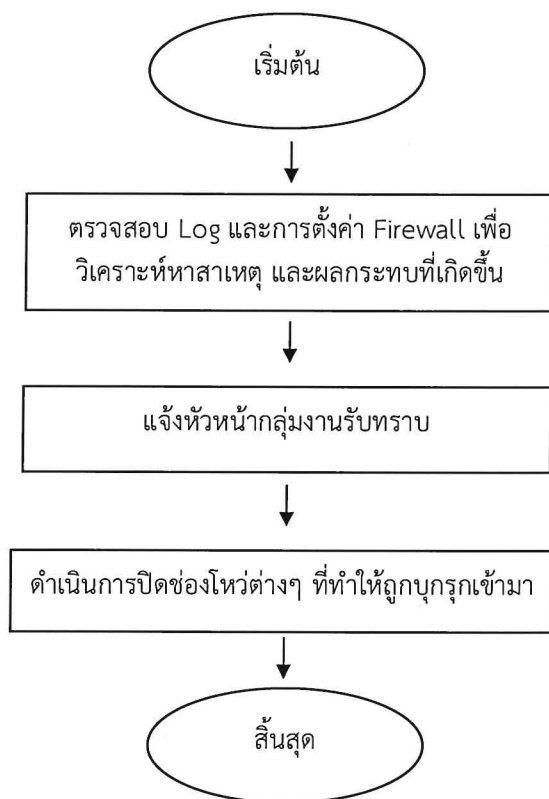 เริ่มต้น
ตรวจสอบ Log และการตั้งค่า Firewall เพื่อ
วิเคราะห์หาสาเหตุ และผลกระทบที่เกิดขึ้น
แจ้งหัวหน้ากลุ่มงานรับทราบ
ดำเนินการปิดช่องโหว่ต่างๆ ที่ทำให้ถูกบุกรุกเข้ามา
สิ้นสุด